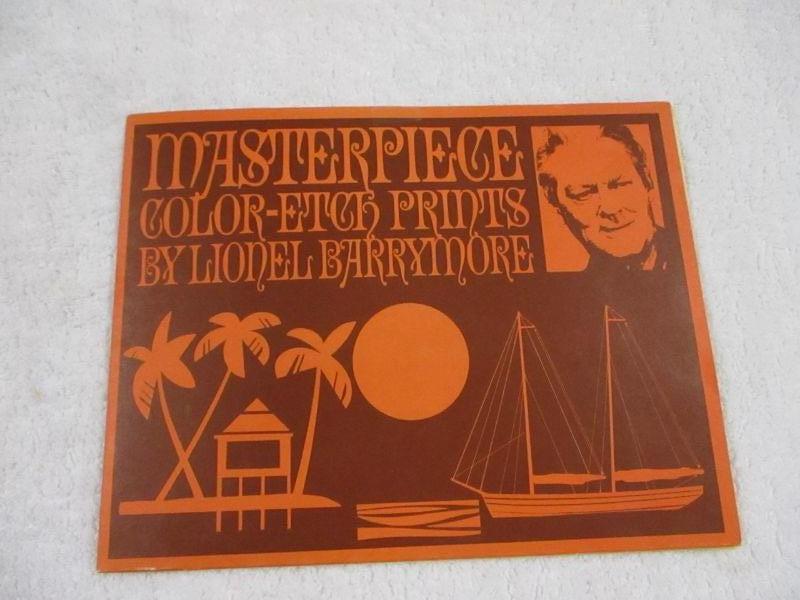 MASTERPIECE
COLOR-ETCH PRINTS
BY LIONEL BARRYMORE